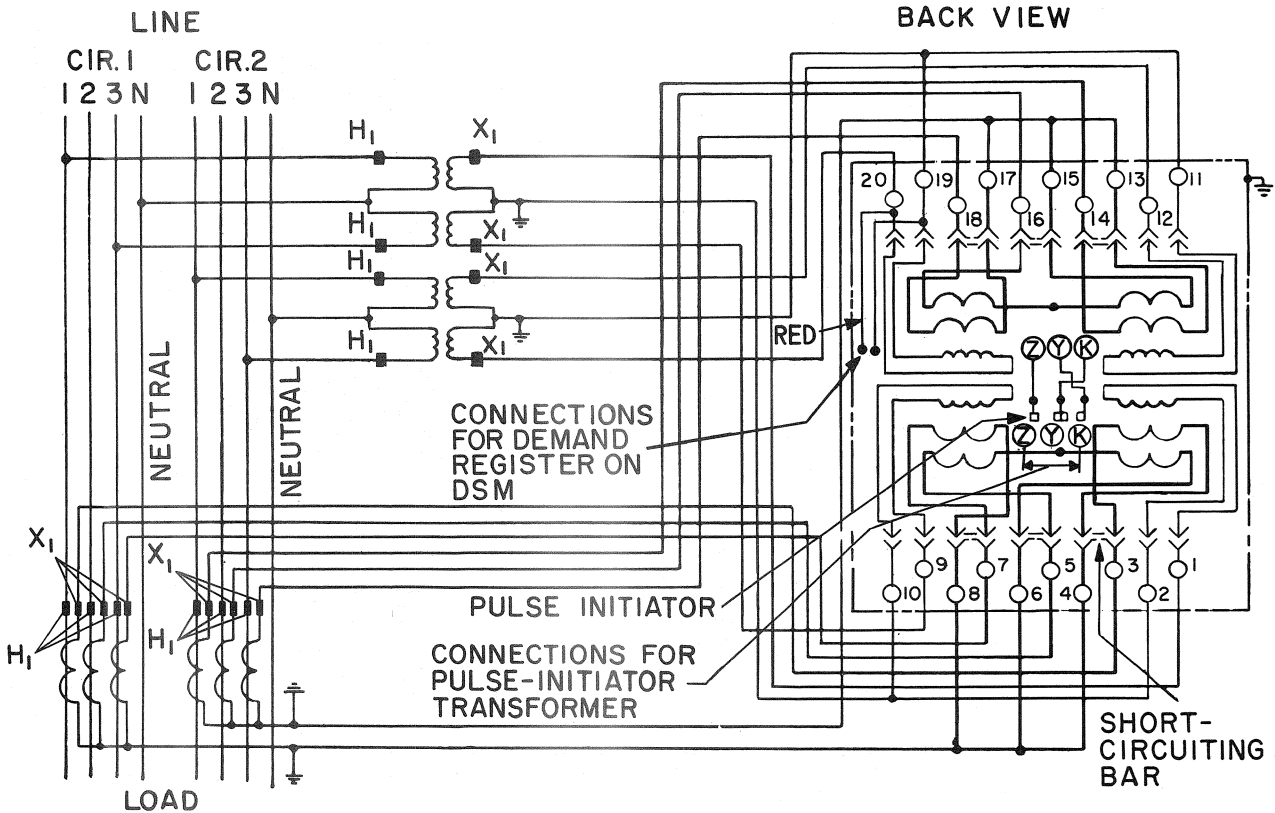 LINE
BACK VIEW
CIR.1
CIR.2
1 2 3 N
1 2 3 N
H1
X1
H1
X1
H1
X1
H1
X1
20
19
18
17
16
15
14
13
12
11
RED
Z Y K
Z Y K
NEUTRAL
NEUTRAL
CONNECTIONS
FOR DEMAND
REGISTER ON
DSM
X1
X1
H1
H1
10
9
8
7
6
5
4
3
2
1
PULSE INITIATOR
CONNECTIONS FOR
PULSE-INITIATOR
TRANSFORMER
SHORT-
CIRCUITING
BAR
LOAD